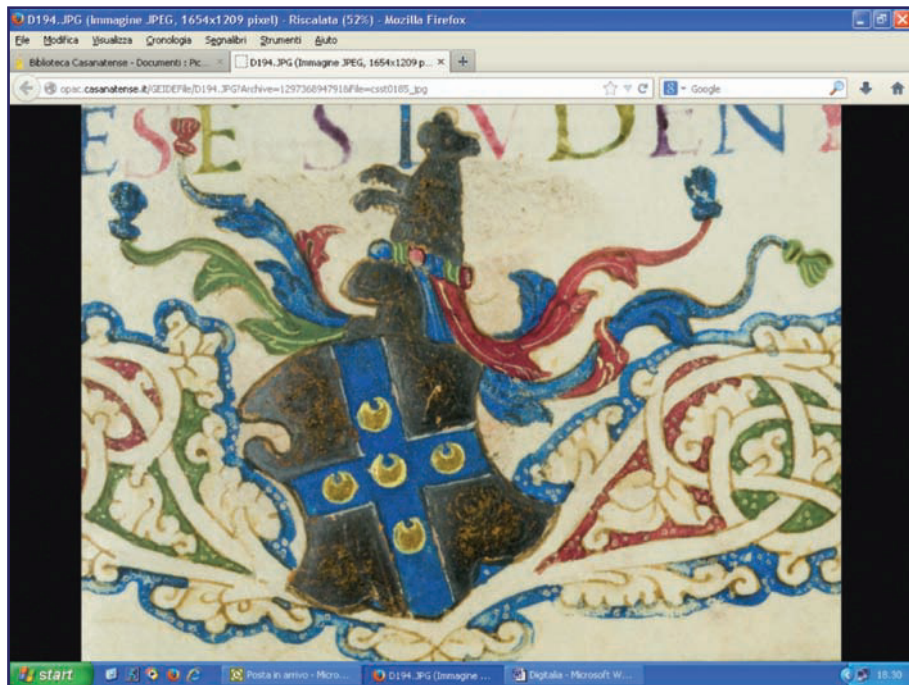 D194.JPG (Immagine JPEG, 1654x1209 pixel) - Riscalata (52%) - Mozilla Firefox
File Modifica Visualizza Cronologia Segnalibri Strumenti Aiuto
Biblioteca Casanatense - Documenti : Pic... × D194.JPG (Immagine JPEG, 1654x1209 p... × +
opac.casanatense.it/GEIDEFile/D194.JPG?Archive=129736894791&File=csst0185_jpg Google
ESE STVDEN
start Posta in arrivo - Micro... D194.JPG (Immagine ... Digitalia - Microsoft W... 18.30